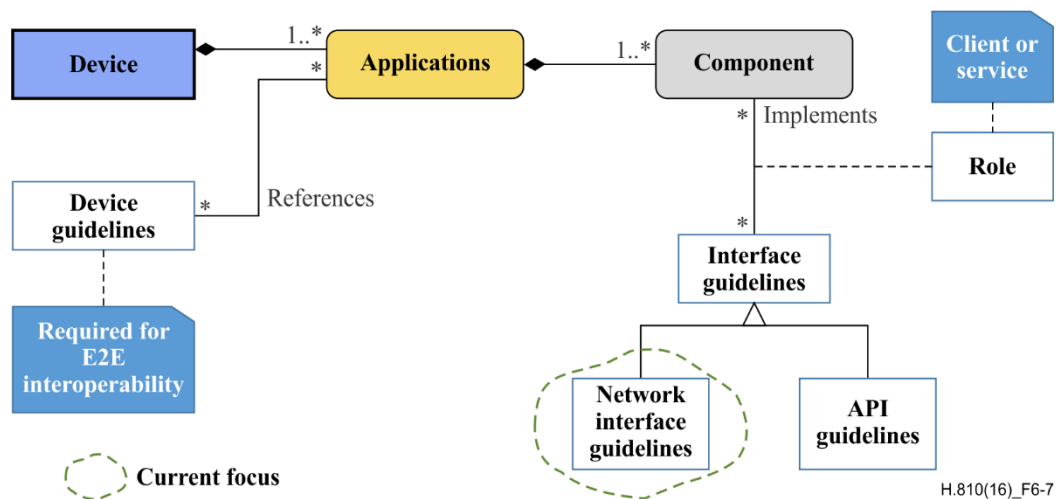 Device
1..*
*
Applications
1..*
Component
Client or
service
*
Implements
Role
Device
guidelines
*
References
*
Interface
guidelines
Required for
E2E
interoperability
Network
interface
guidelines
API
guidelines
Current focus
H.810(16)_F6-7